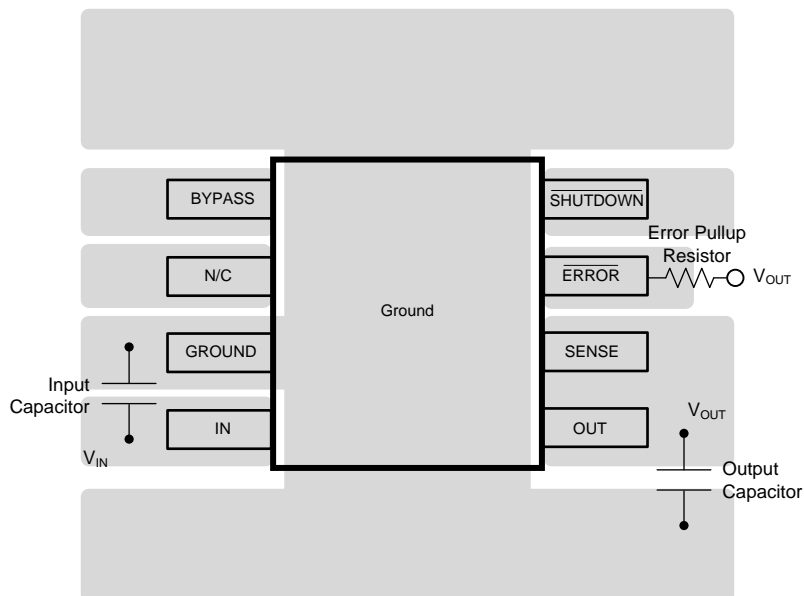 BYPASS
SHUTDOWN
Error Pullup
Resistor
N/C
ERROR
VOUT
Ground
GROUND
SENSE
Input
Capacitor
IN
OUT
VOUT
VIN
Output
Capacitor